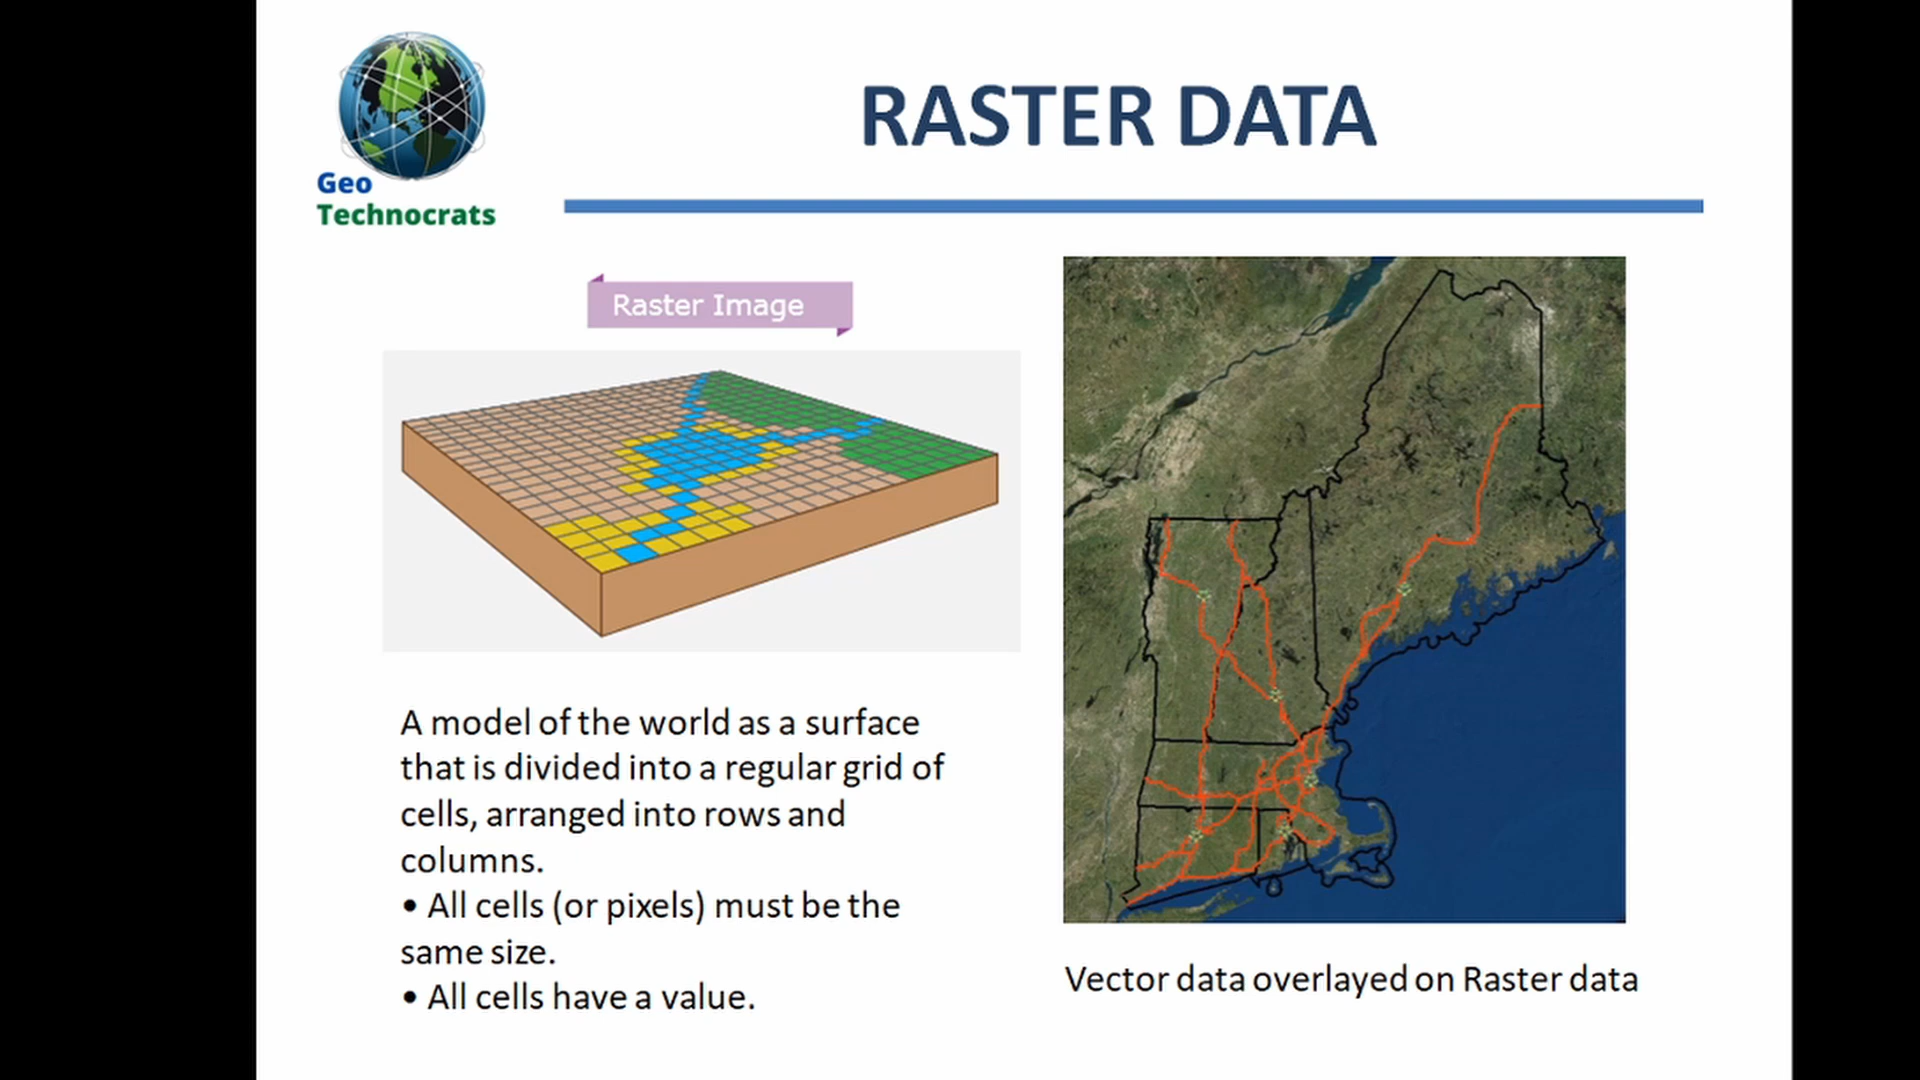 Geo
Technocrats
RASTER DATA
Raster Image
A model of the world as a surface
that is divided into a regular grid of
cells, arranged into rows and
columns.
• All cells (or pixels) must be the
same size.
• All cells have a value.
Vector data overlayed on Raster data